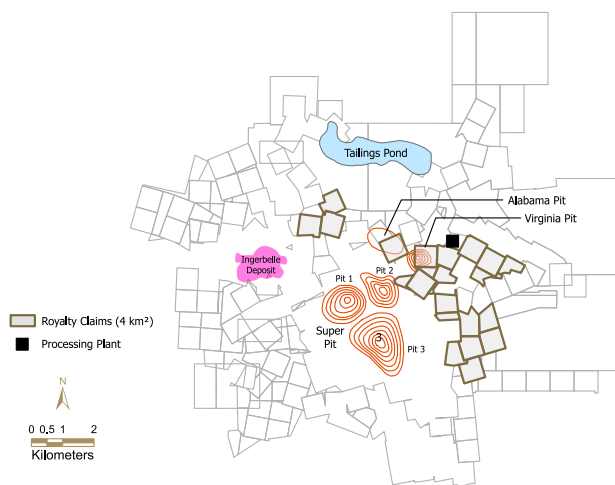 Tailings Pond
Alabama Pit
Virginia Pit
Ingerbelle
Deposit
Pit 1
Pit 2
Super
Pit
3
Pit 3
Royalty Claims (4 km²)
Processing Plant
N
0 0.5 1 2
Kilometers